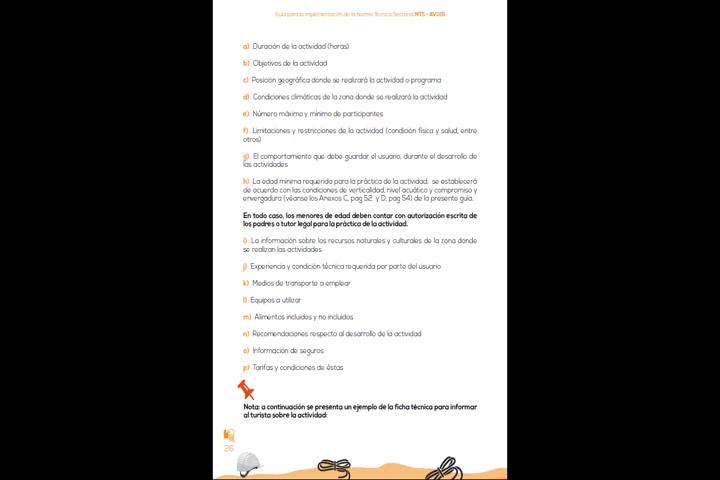 Guía para la Implementación de la Norma Técnica Sectorial NTS - AV015
a) Duración de la actividad (horas)
b) Objetivos de la actividad
c) Posición geográfica donde se realizará la actividad o programa
d) Condiciones climáticas de la zona donde se realizará la actividad
e) Número máximo y mínimo de participantes
f) Limitaciones y restricciones de la actividad (condición física y salud, entre
otros)
g) El comportamiento que debe guardar el usuario, durante el desarrollo de
las actividades
h) La edad mínima requerida para la práctica de la actividad; se establecerá
de acuerdo con las condiciones de verticalidad, nivel acuático y compromiso y
envergadura (véanse los Anexos C, pag 52 y D, pag 54) de la presente guía.
En todo caso, los menores de edad deben contar con autorización escrita de
los padres o tutor legal para la práctica de la actividad.
i) La información sobre los recursos naturales y culturales de la zona donde
se realizan las actividades
j) Experiencia y condición técnica requerida por parte del usuario
k) Medios de transporte a emplear
l) Equipos a utilizar
m) Alimentos incluidos y no incluidos
n) Recomendaciones respecto al desarrollo de la actividad
o) Información de seguros
p) Tarifas y condiciones de éstas
Nota: a continuación se presenta un ejemplo de la ficha técnica para informar
al turista sobre la actividad:
26